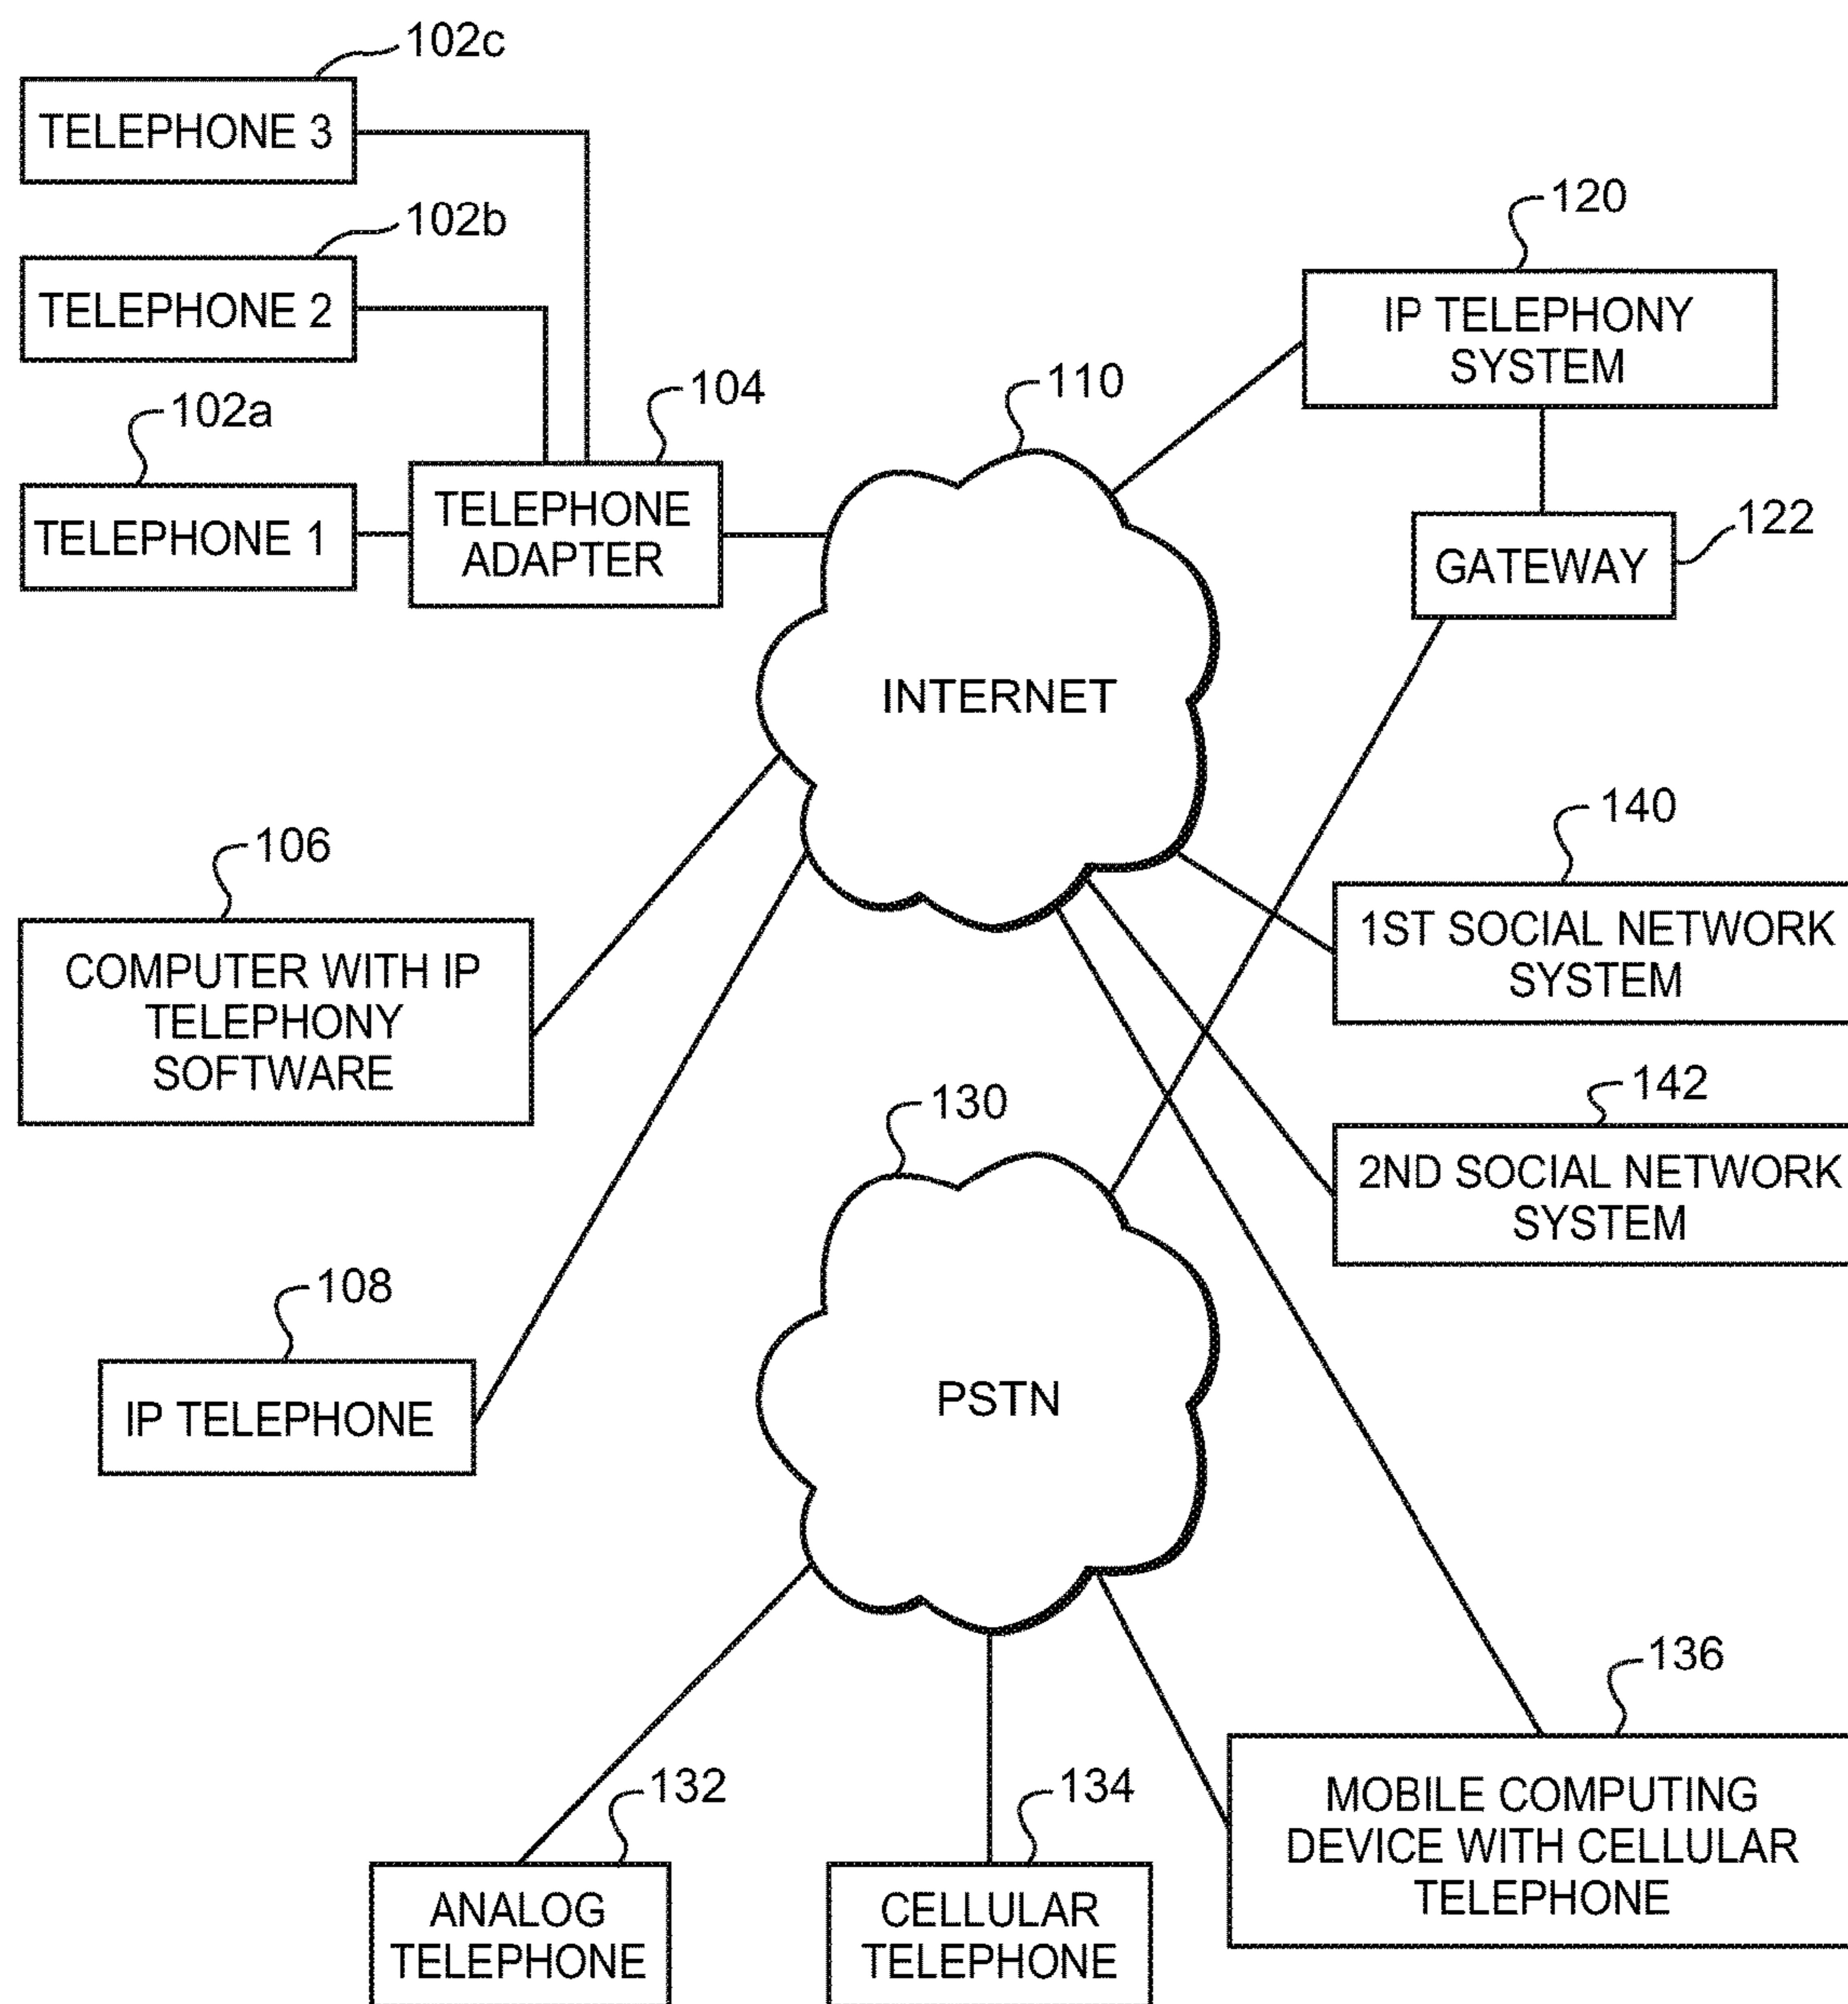 102c
TELEPHONE 3
102b
TELEPHONE 2
102a
TELEPHONE 1
104
TELEPHONE
ADAPTER
110
INTERNET
120
IP TELEPHONY
SYSTEM
122
GATEWAY
106
COMPUTER WITH IP
TELEPHONY
SOFTWARE
140
1ST SOCIAL NETWORK
SYSTEM
142
2ND SOCIAL NETWORK
SYSTEM
108
IP TELEPHONE
130
PSTN
132
ANALOG
TELEPHONE
134
CELLULAR
TELEPHONE
136
MOBILE COMPUTING
DEVICE WITH CELLULAR
TELEPHONE